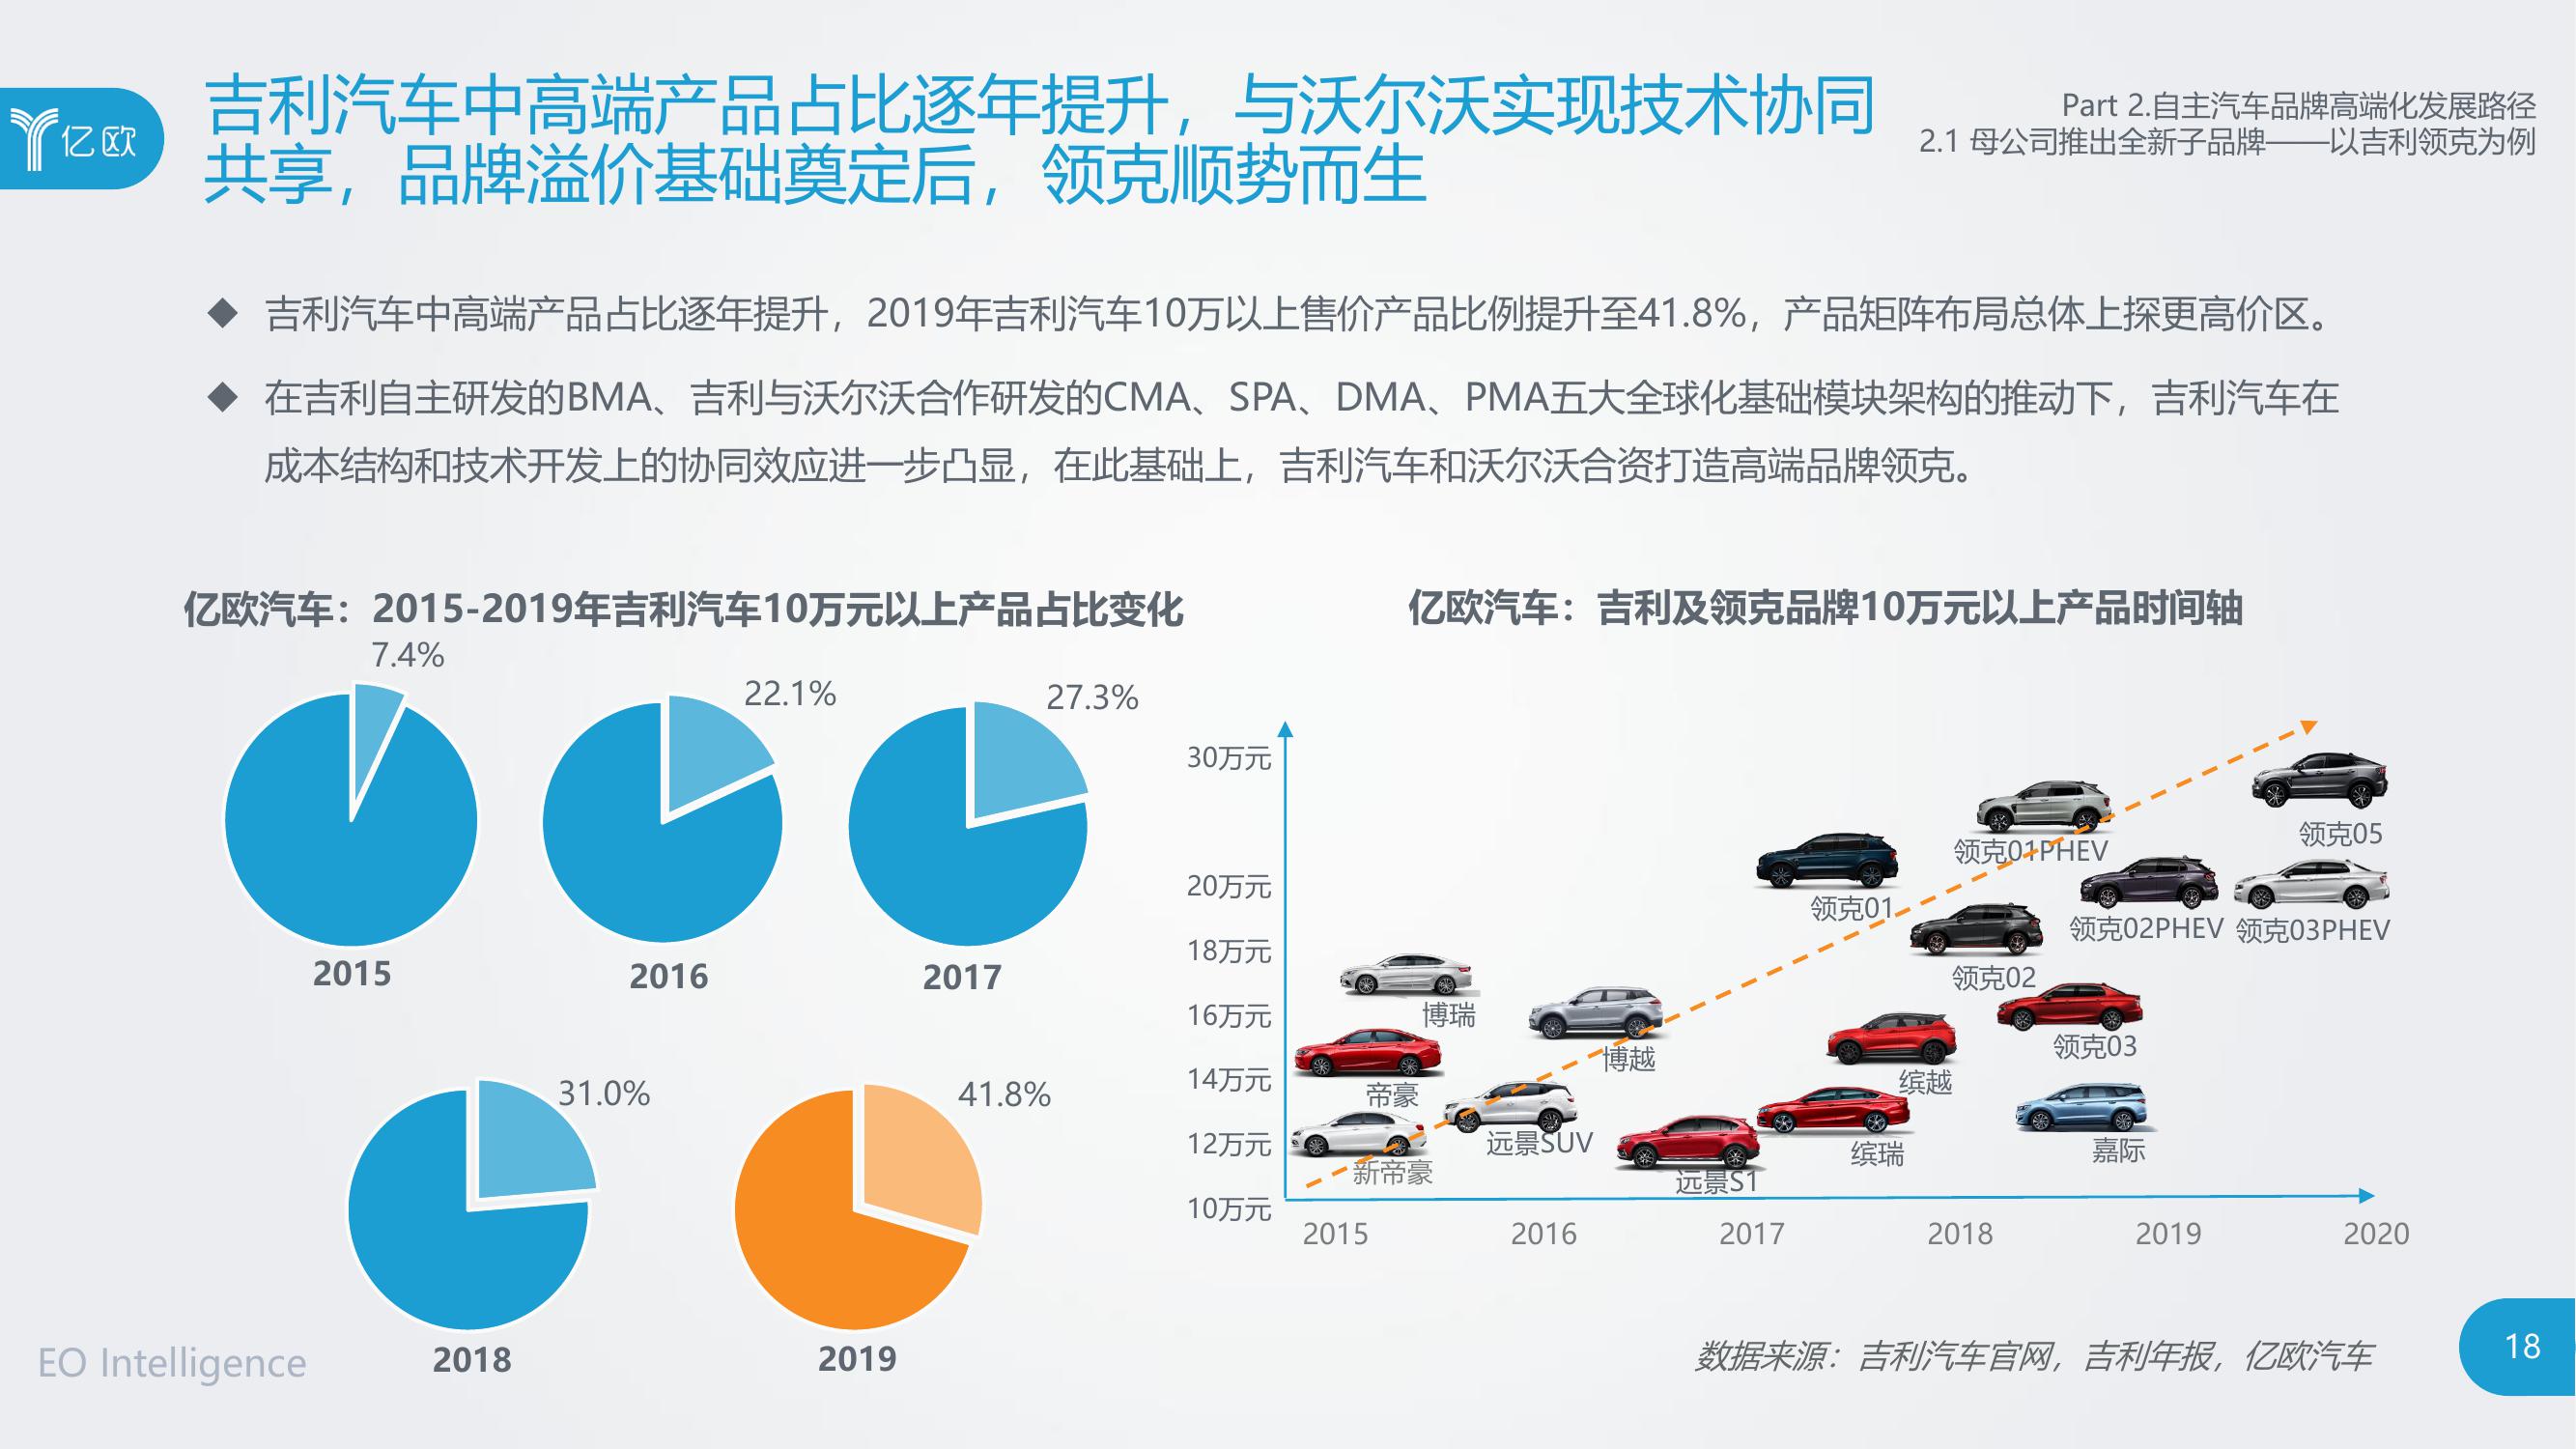 亿欧
吉利汽车中高端产品占比逐年提升，与沃尔沃实现技术协同
共享，品牌溢价基础奠定后，领克顺势而生
Part 2.自主汽车品牌高端化发展路径
2.1 母公司推出全新子品牌——以吉利领克为例
◆ 吉利汽车中高端产品占比逐年提升，2019年吉利汽车10万以上售价产品比例提升至41.8%，产品矩阵布局总体上探更高价区。
◆ 在吉利自主研发的BMA、吉利与沃尔沃合作研发的CMA、SPA、DMA、PMA五大全球化基础模块架构的推动下，吉利汽车在
成本结构和技术开发上的协同效应进一步凸显，在此基础上，吉利汽车和沃尔沃合资打造高端品牌领克。
亿欧汽车：2015-2019年吉利汽车10万元以上产品占比变化
7.4%
22.1%
27.3%
2015
2016
2017
31.0%
41.8%
2018
2019
亿欧汽车：吉利及领克品牌10万元以上产品时间轴
30万元
20万元
18万元
16万元
14万元
12万元
10万元
领克05
领克01PHEV
领克01
领克02PHEV
领克03PHEV
领克02
博瑞
领克03
博越
缤越
帝豪
远景SUV
缤瑞
嘉际
新帝豪
远景S1
2015
2016
2017
2018
2019
2020
EO Intelligence
数据来源：吉利汽车官网，吉利年报，亿欧汽车
18